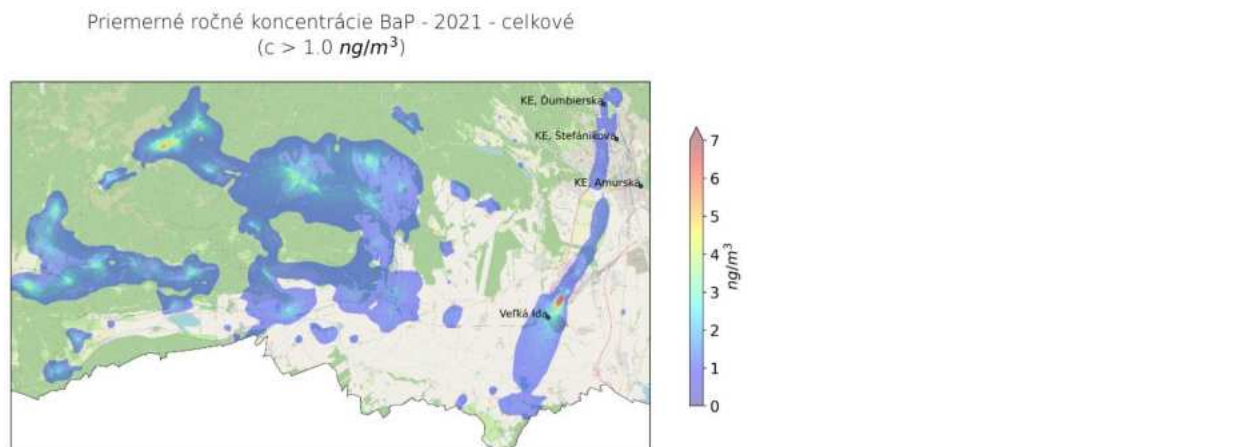 Priemerné ročné koncentrácie BaP - 2021 - celkové
(c > 1.0 ng/m³)
KE, Ďumbierska
KE, Štefánikova
KE, Amurská
Veľká Ida
7
6
5
4
3
2
1
0
ng/m³